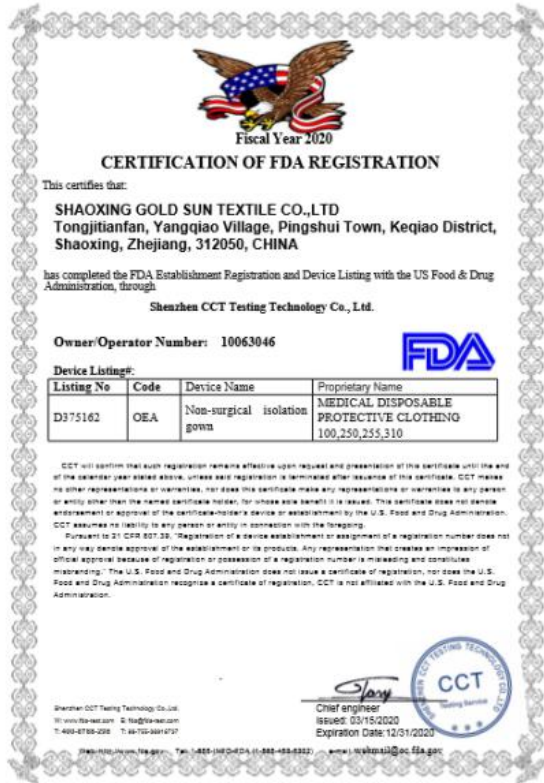 Fiscal Year 2020
CERTIFICATION OF FDA REGISTRATION
This certifies that:
SHAOXING GOLD SUN TEXTILE CO.,LTD
Tongjitianfan, Yangqiao Village, Pingshui Town, Keqiao District,
Shaoxing, Zhejiang, 312050, CHINA
has completed the FDA Establishment Registration and Device Listing with the US Food & Drug
Administration, through
Shenzhen CCT Testing Technology Co., Ltd.
Owner/Operator Number: 10063046
FDA
Device Listing#:
Listing No Code Device Name Proprietary Name
D375162 OEA Non-surgical isolation gown MEDICAL DISPOSABLE PROTECTIVE CLOTHING 100,250,255,310
CCT will confirm that such registration remains effective upon request and presentation of this certificate until the end
of the calendar year stated above, unless said registration is terminated after issuance of this certificate. CCT makes
no other representations or warranties, nor does this certificate make any representations or warranties to any person
or entity other than the named certificate holder, for whose sole benefit it is issued. This certificate does not denote
endorsement or approval of the certificate-holder's device or establishment by the U.S. Food and Drug Administration.
CCT assumes no liability to any person or entity in connection with the foregoing.
Pursuant to 21 CFR 807.39, "Registration of a device establishment or assignment of a registration number does not
in any way denote approval of the establishment or its products. Any representation that creates an impression of
official approval because of registration or possession of a registration number is misleading and constitutes
misbranding." The U.S. Food and Drug Administration does not issue a certificate of registration, nor does the U.S.
Food and Drug Administration recognize a certificate of registration. CCT is not affiliated with the U.S. Food and Drug
Administration.
SHENZHEN CCT TESTING TECHNOLOGY CO.,LTD
CCT
Testing Service
Shenzhen CCT Testing Technology Co.,Ltd.
Chief engineer
Issued: 03/15/2020
Expiration Date:12/31/2020